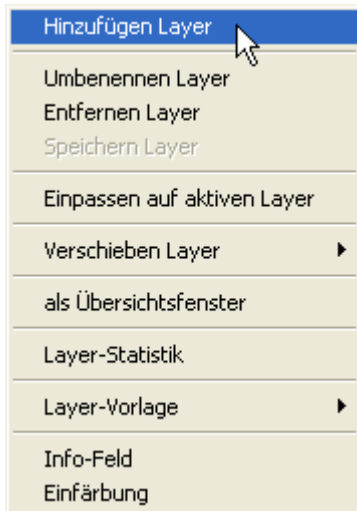 Hinzufügen Layer
Umbenennen Layer
Entfernen Layer
Speichern Layer
Einpassen auf aktiven Layer
Verschieben Layer
als Übersichtsfenster
Layer-Statistik
Layer-Vorlage
Info-Feld
Einfärbung